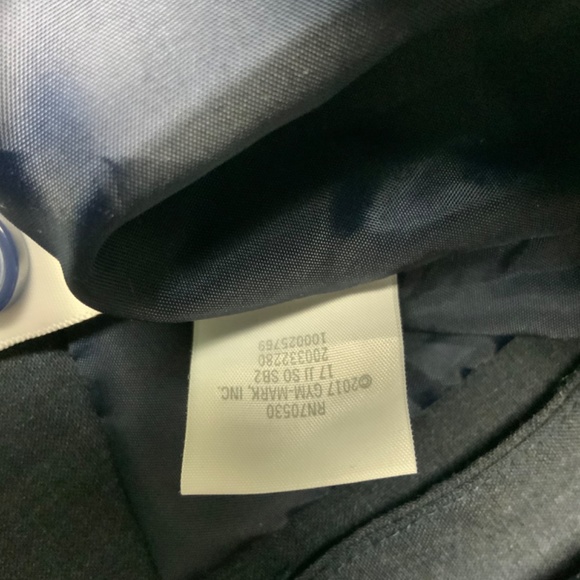 RN70530
©2017 GYM-MARK, INC.
17 JJ SO SB2
200332280
100025769